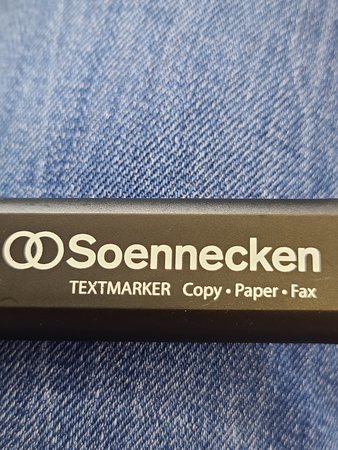 Soennecken
TEXTMARKER Copy • Paper • Fax